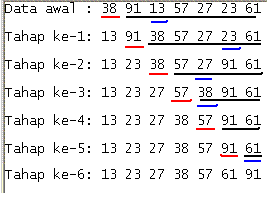 Data awal : 38 91 13 57 27 23 61
Tahap ke-1: 13 91 38 57 27 23 61
Tahap ke-2: 13 23 38 57 27 91 61
Tahap ke-3: 13 23 27 57 38 91 61
Tahap ke-4: 13 23 27 38 57 91 61
Tahap ke-5: 13 23 27 38 57 91 61
Tahap ke-6: 13 23 27 38 57 61 91